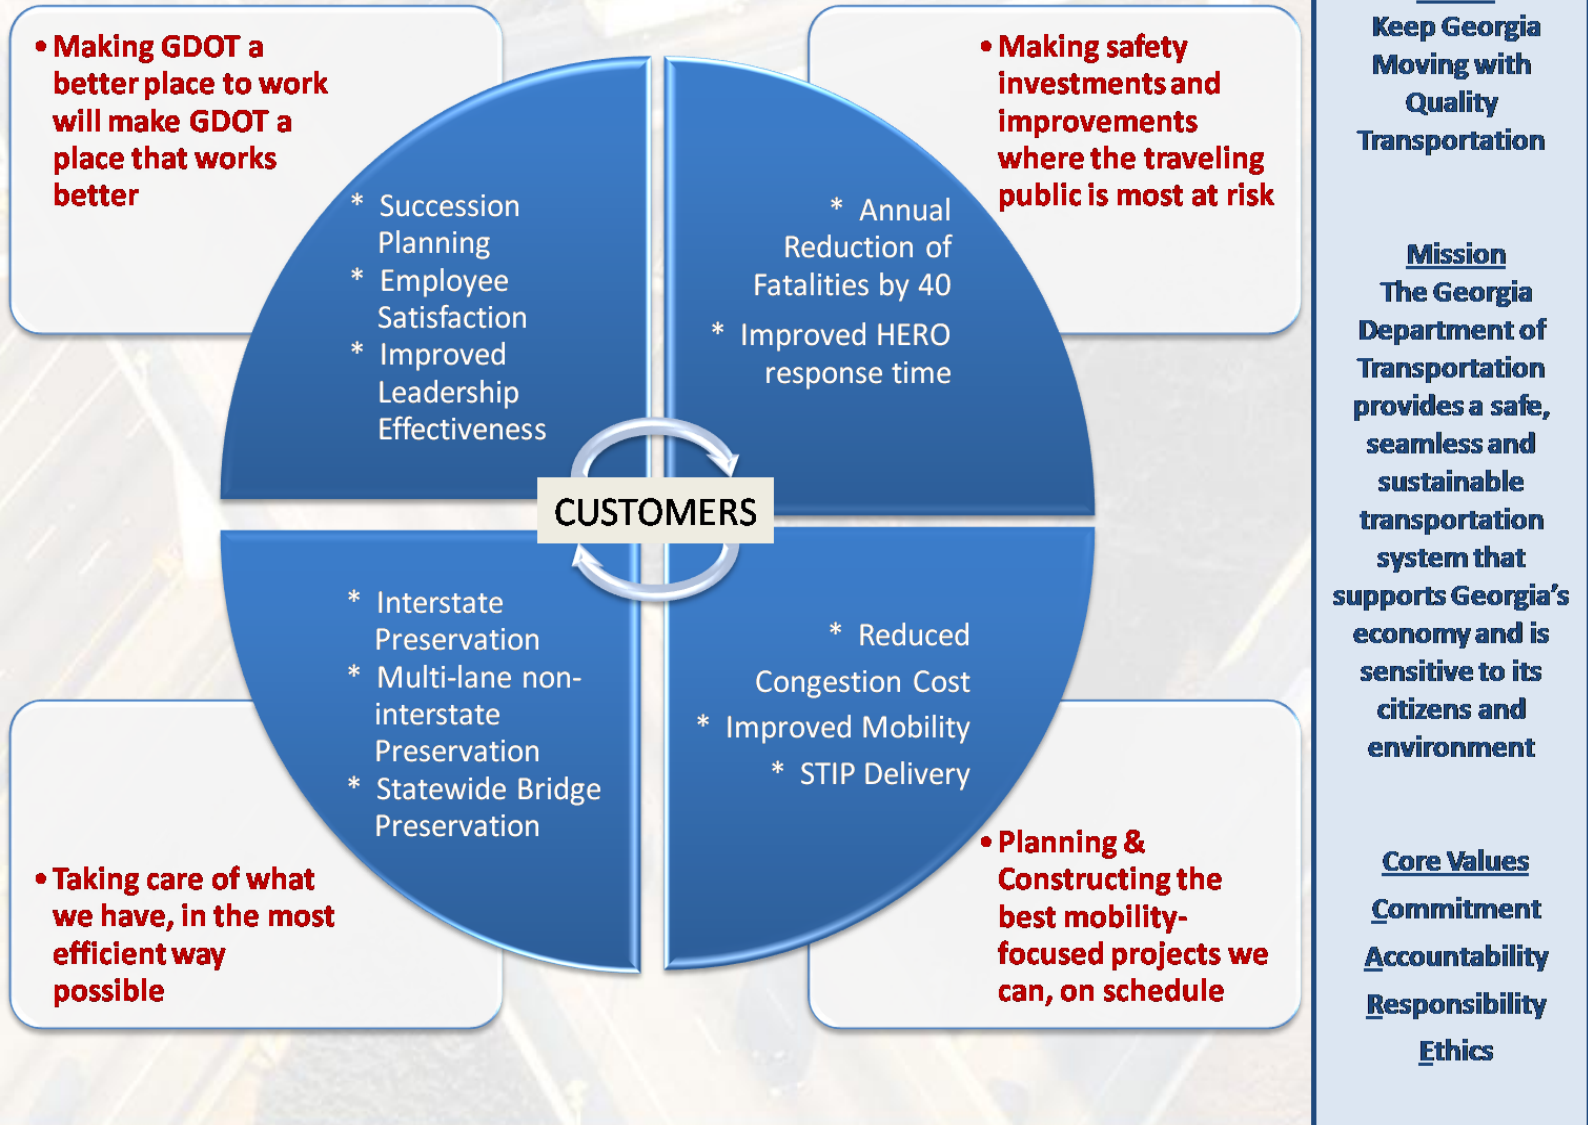 • Making GDOT a
better place to work
will make GDOT a
place that works
better
* Succession
Planning
* Employee
Satisfaction
* Improved
Leadership
Effectiveness
• Making safety
investments and
improvements
where the traveling
public is most at risk
* Annual
Reduction of
Fatalities by 40
* Improved HERO
response time
CUSTOMERS
* Interstate
Preservation
* Multi-lane non-
interstate
Preservation
* Statewide Bridge
Preservation
• Taking care of what
we have, in the most
efficient way
possible
* Reduced
Congestion Cost
* Improved Mobility
* STIP Delivery
• Planning &
Constructing the
best mobility-
focused projects we
can, on schedule
Keep Georgia
Moving with
Quality
Transportation
Mission
The Georgia
Department of
Transportation
provides a safe,
seamless and
sustainable
transportation
system that
supports Georgia’s
economy and is
sensitive to its
citizens and
environment
Core Values
Commitment
Accountability
Responsibility
Ethics